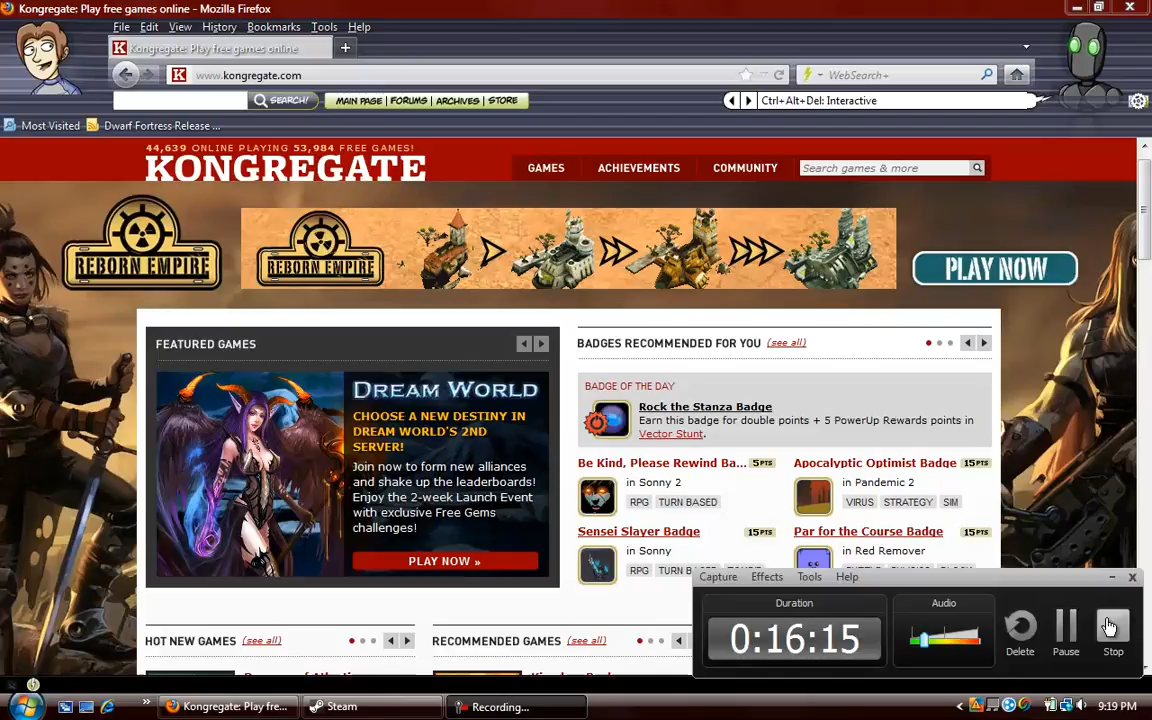 Kongregate: Play free games online - Mozilla Firefox
File Edit View History Bookmarks Tools Help
Kongregate: Play free games online
www.kongregate.com
WebSearch+
SEARCH!
MAIN PAGE | FORUMS | ARCHIVES | STORE
Ctrl+Alt+Del: Interactive
Most Visited
Dwarf Fortress Release ...
44,639 ONLINE PLAYING 53,984 FREE GAMES!
KONGREGATE
GAMES
ACHIEVEMENTS
COMMUNITY
Search games & more
REBORN EMPIRE
REBORN EMPIRE
PLAY NOW
FEATURED GAMES
DREAM WORLD
CHOOSE A NEW DESTINY IN
DREAM WORLD'S 2ND
SERVER!
Join now to form new alliances
and shake up the leaderboards!
Enjoy the 2-week Launch Event
with exclusive Free Gems
challenges!
PLAY NOW »
BADGES RECOMMENDED FOR YOU (see all)
BADGE OF THE DAY
Rock the Stanza Badge
Earn this badge for double points + 5 PowerUp Rewards points in
Vector Stunt.
Be Kind, Please Rewind Ba... 5PTS
in Sonny 2
RPG TURN BASED
Apocalyptic Optimist Badge 15PTS
in Pandemic 2
VIRUS STRATEGY SIM
Sensei Slayer Badge 15PTS
in Sonny
RPG
Par for the Course Badge 15PTS
in Red Remover
HOT NEW GAMES (see all)
RECOMMENDED GAMES (see all)
Capture Effects Tools Help
Duration
0:16:15
Audio
Delete
Pause
Stop
Kongregate: Play fre...
Steam
Recording...
9:19 PM